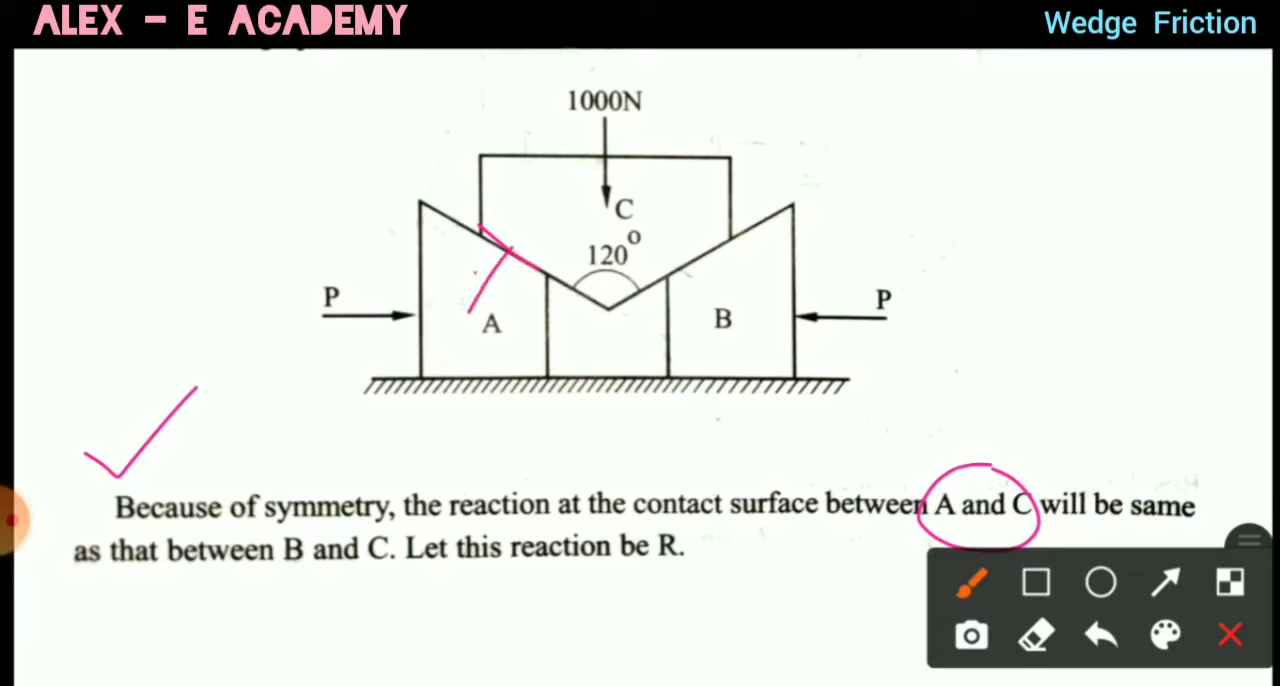 ALEX - E ACADEMY
Wedge Friction
1000N
C
120°
P
P
A
B
Because of symmetry, the reaction at the contact surface between A and C will be same
as that between B and C. Let this reaction be R.